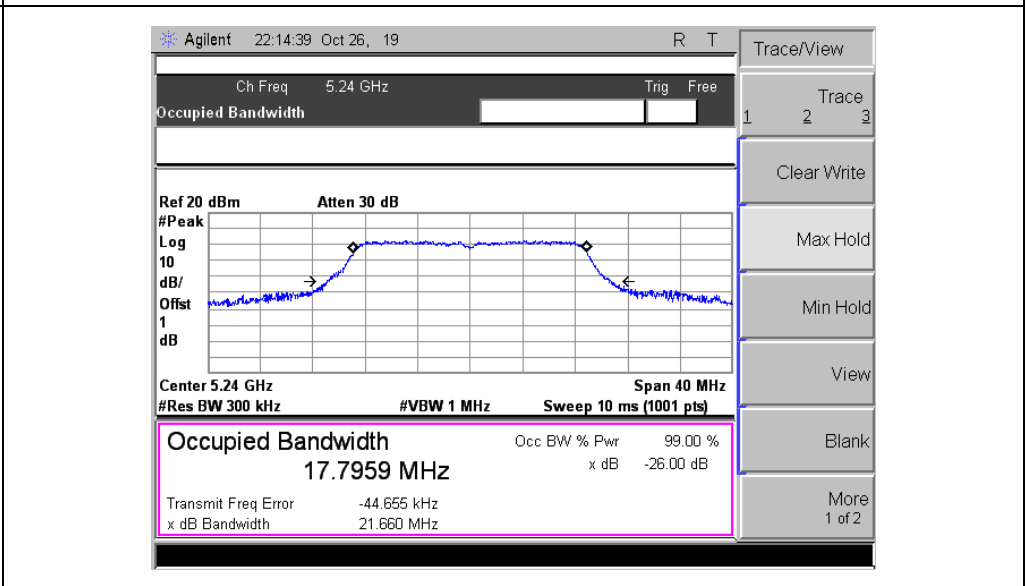 Agilent 22:14:39 Oct 26, 19 R T
Trace/View
Ch Freq 5.24 GHz Trig Free
Occupied Bandwidth
Trace
1 2 3
Clear Write
Ref 20 dBm Atten 30 dB
#Peak
Log
10
dB/
Offst
1
dB
Max Hold
Min Hold
View
Center 5.24 GHz Span 40 MHz
#Res BW 300 kHz #VBW 1 MHz Sweep 10 ms (1001 pts)
Occupied Bandwidth Occ BW % Pwr 99.00 %
17.7959 MHz x dB -26.00 dB
Transmit Freq Error -44.655 kHz
x dB Bandwidth 21.660 MHz
Blank
More
1 of 2